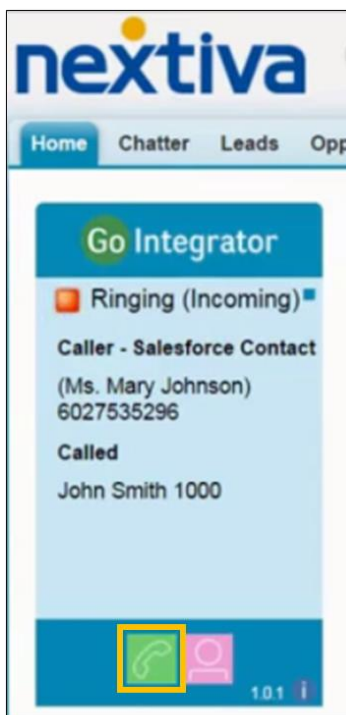 nextiva
Home Chatter Leads Opp
Go Integrator
Ringing (Incoming)
Caller - Salesforce Contact
(Ms. Mary Johnson)
6027535296
Called
John Smith 1000
1.0.1 i